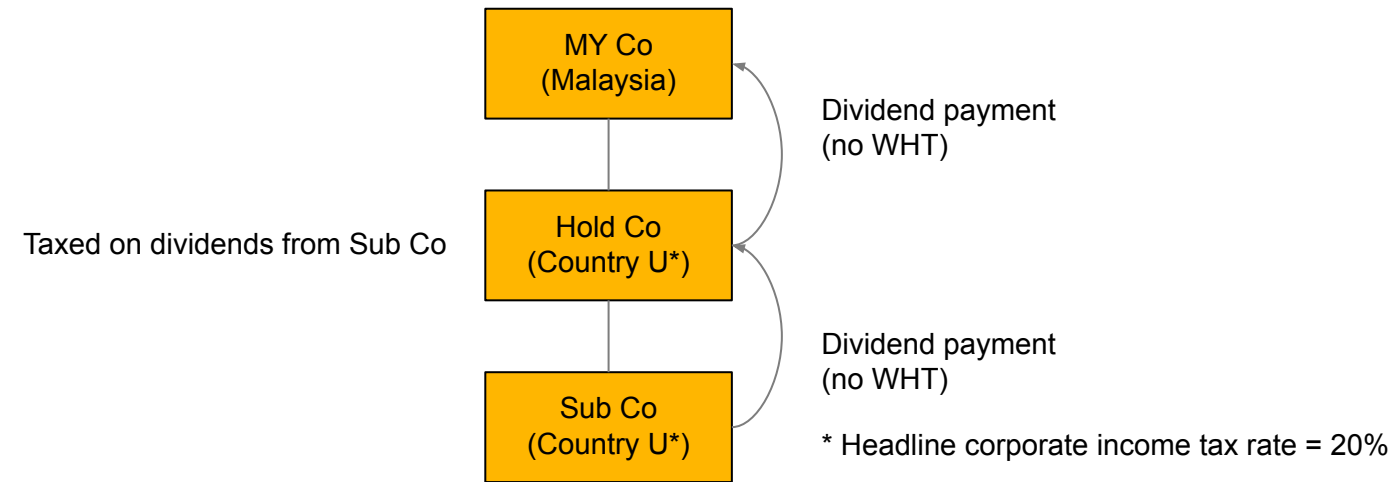 MY Co
(Malaysia)
Dividend payment
(no WHT)
Taxed on dividends from Sub Co
Hold Co
(Country U*)
Dividend payment
(no WHT)
Sub Co
(Country U*)
* Headline corporate income tax rate = 20%